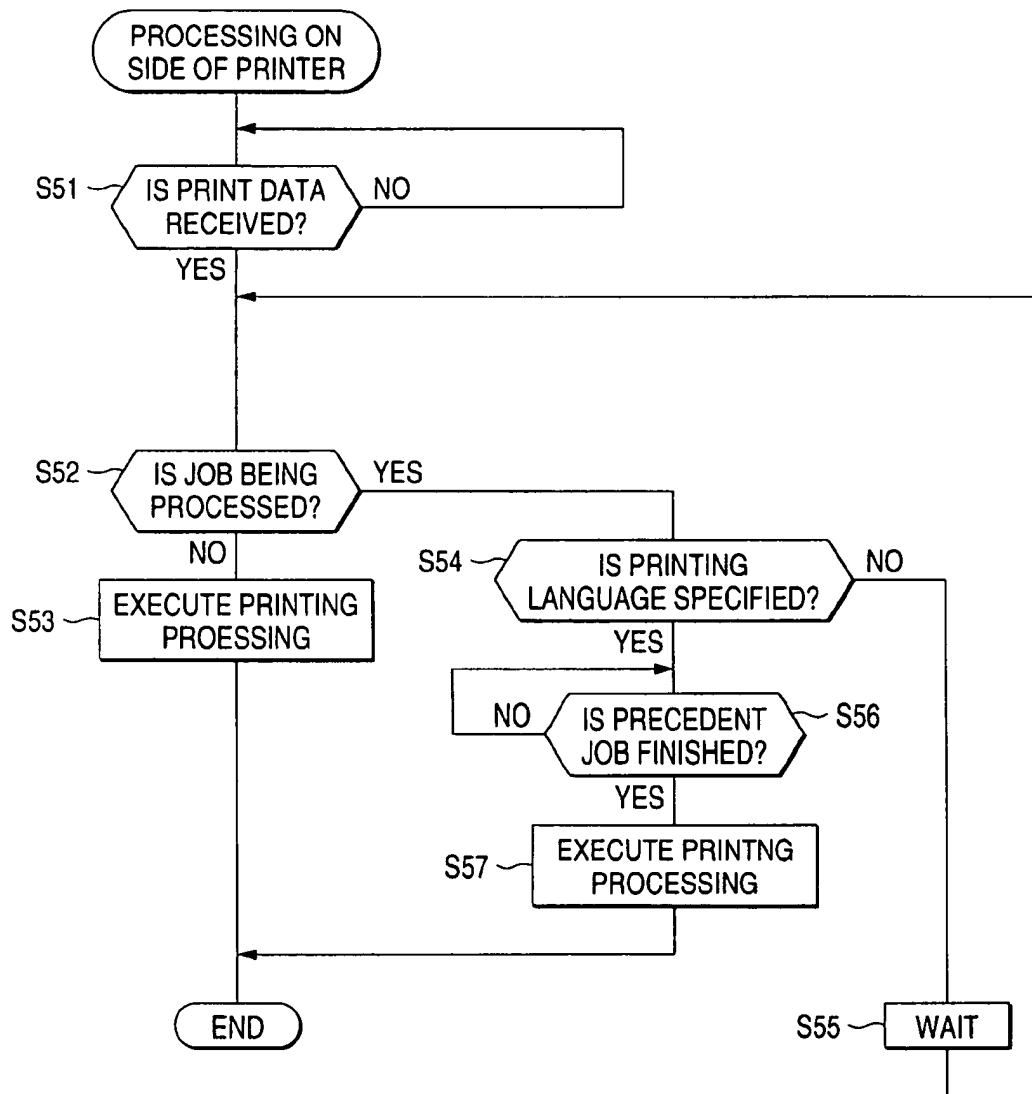 PROCESSING ON
SIDE OF PRINTER
S51
IS PRINT DATA
RECEIVED?
NO
YES
S52
IS JOB BEING
PROCESSED?
YES
NO
S53
EXECUTE PRINTING
PROESSING
S54
IS PRINTING
LANGUAGE SPECIFIED?
NO
YES
NO
IS PRECEDENT
JOB FINISHED?
S56
YES
S57
EXECUTE PRINTNG
PROCESSING
END
S55
WAIT